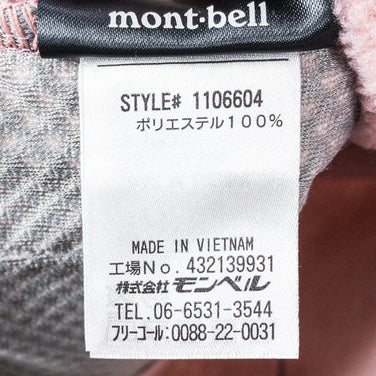 mont·bell
STYLE# 1106604
ポリエステル100%
MADE IN VIETNAM
工場No. 432139931
株式会社モンベル
TEL. 06-6531-3544
フリーコール: 0088-22-0031